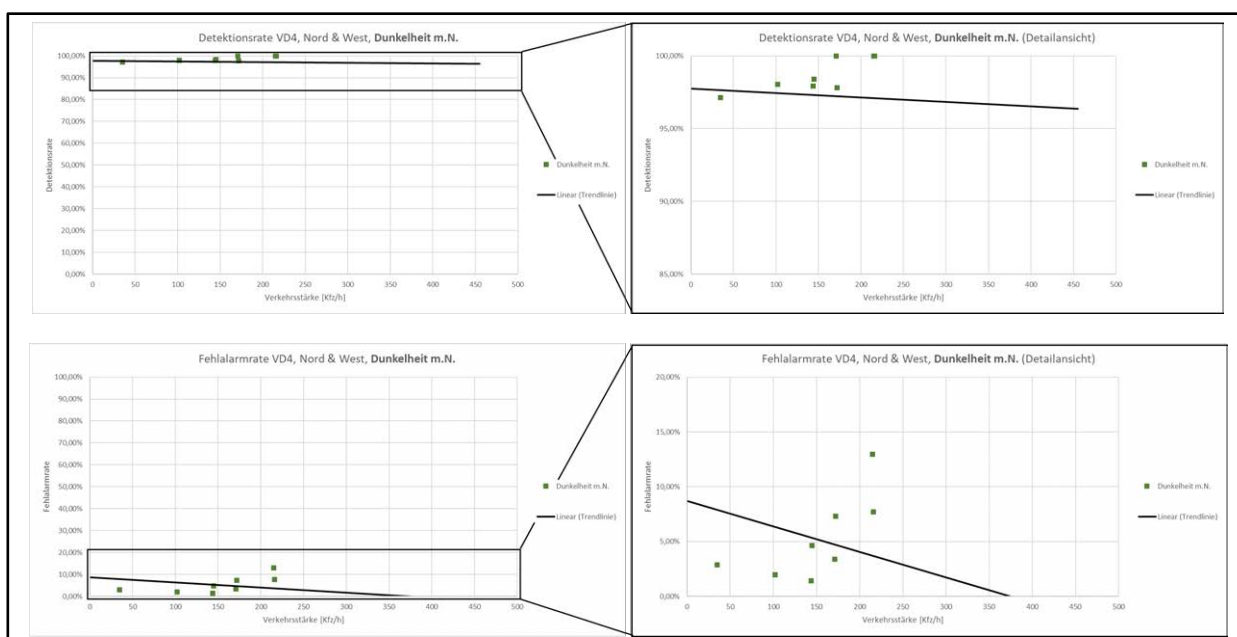 Detektionsrate VD4, Nord & West, Dunkelheit m.N.
100,00%
90,00%
80,00%
70,00%
60,00%
50,00%
40,00%
30,00%
20,00%
10,00%
0,00%
Detektionsrate
0 50 100 150 200 250 300 350 400 450 500
Verkehrsstärke [Kfz/h]
Dunkelheit m.N.
Linear (Trendlinie)
Detektionsrate VD4, Nord & West, Dunkelheit m.N. (Detailansicht)
100,00%
95,00%
90,00%
85,00%
Detektionsrate
0 50 100 150 200 250 300 350 400 450 500
Verkehrsstärke [Kfz/h]
Dunkelheit m.N.
Linear (Trendlinie)
Fehlalarmrate VD4, Nord & West, Dunkelheit m.N.
100,00%
90,00%
80,00%
70,00%
60,00%
50,00%
40,00%
30,00%
20,00%
10,00%
0,00%
Fehlalarmrate
0 50 100 150 200 250 300 350 400 450 500
Verkehrsstärke [Kfz/h]
Dunkelheit m.N.
Linear (Trendlinie)
Fehlalarmrate VD4, Nord & West, Dunkelheit m.N. (Detailansicht)
20,00%
15,00%
10,00%
5,00%
0,00%
Fehlalarmrate
0 50 100 150 200 250 300 350 400 450 500
Verkehrsstärke [Kfz/h]
Dunkelheit m.N.
Linear (Trendlinie)